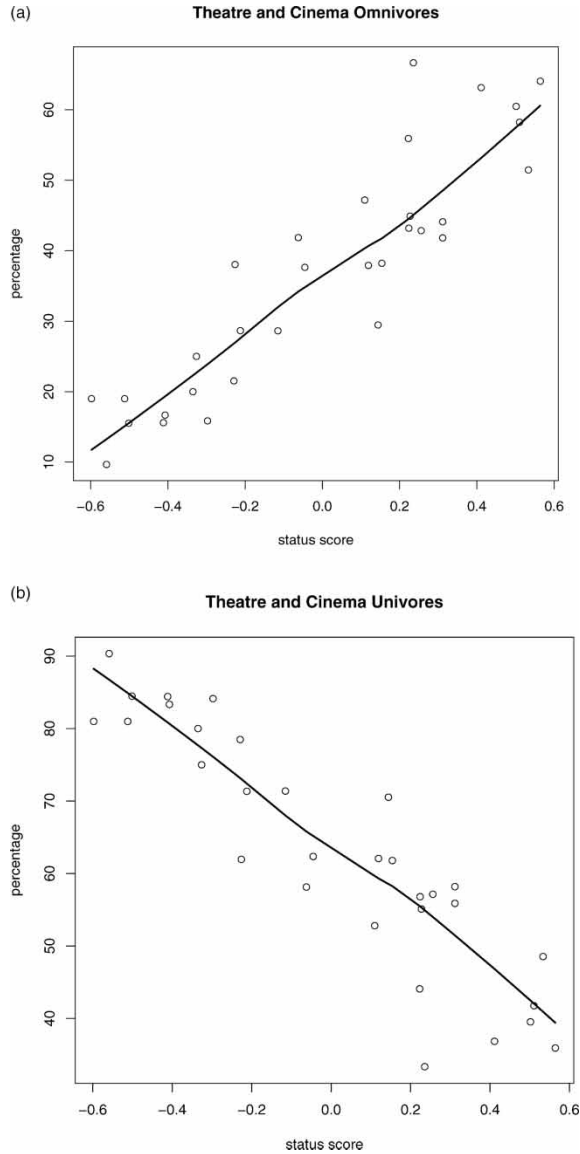 (a)
Theatre and Cinema Omnivores
percentage
60
50
40
30
20
10
−0.6 −0.4 −0.2 0.0 0.2 0.4 0.6
status score
(b)
Theatre and Cinema Univores
percentage
90
80
70
60
50
40
−0.6 −0.4 −0.2 0.0 0.2 0.4 0.6
status score